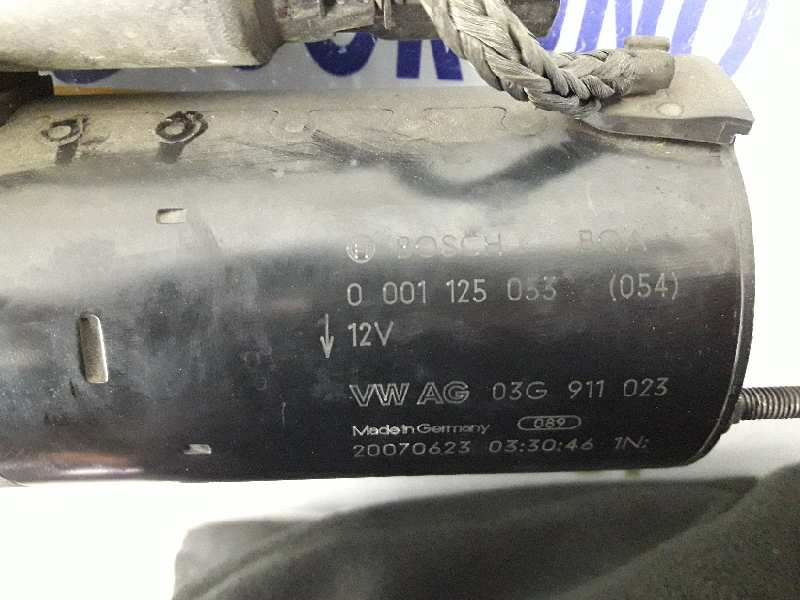 BOSCH BQA
0 001 125 053 (054)
12V
VW AG 03G 911 023
Made in Germany 089
20070623 03:30:46 1N;